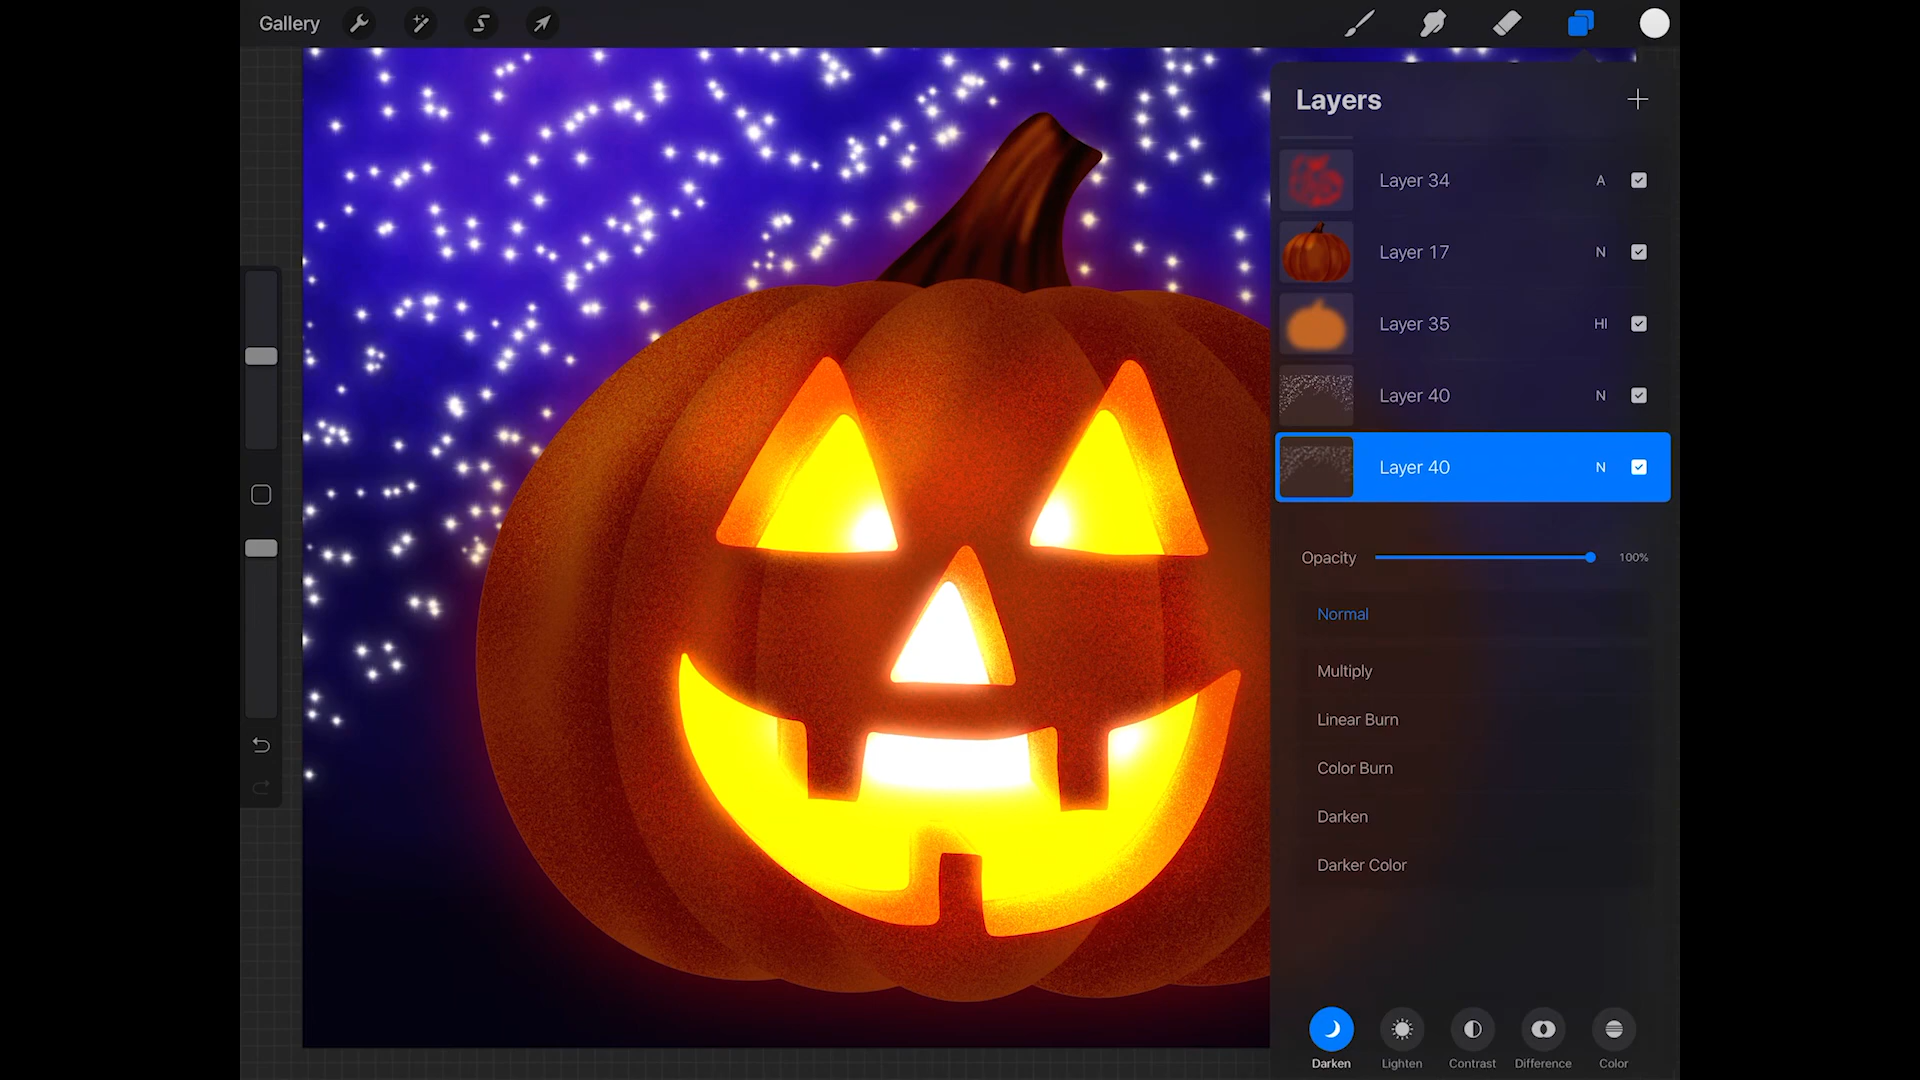 Gallery
Layers
Layer 34 A
Layer 17 N
Layer 35 HI
Layer 40 N
Layer 40 N
Opacity 100%
Normal
Multiply
Linear Burn
Color Burn
Darken
Darker Color
Darken Lighten Contrast Difference Color